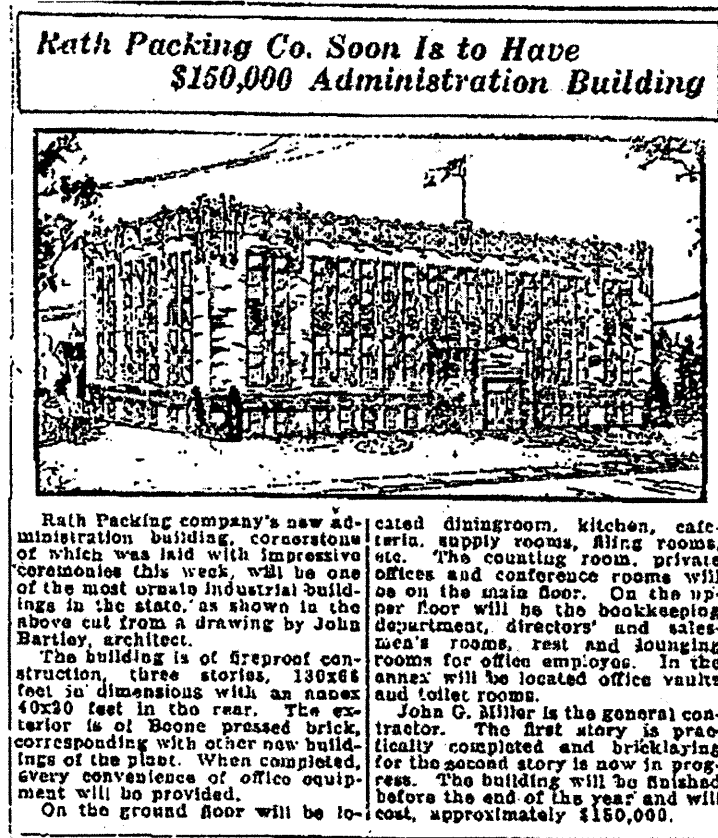 Rath Packing Co. Soon Is to Have
$150,000 Administration Building
Rath Packing company's new ad-
ministration building, cornerstone
of which was laid with impressive
ceremonies this week, will be one
of the most ornate industrial build-
ings in the state, as shown in the
above cut from a drawing by John
Bartley, architect.
The building is of fireproof con-
struction, three stories, 130x66
feet in dimensions with an annex
40x30 feet in the rear. The ex-
terior is of Boone pressed brick,
corresponding with other new build-
ings of the plant. When completed,
every convenience of office equip-
ment will be provided.
On the ground floor will be lo-
cated diningroom, kitchen, cafe-
teria, supply rooms, filing rooms,
etc. The counting room, private
offices and conference rooms will
be on the main floor. On the up-
per floor will be the bookkeeping
department, directors' and sales-
men's rooms, rest and lounging
rooms for office employes. In the
annex will be located office vaults
and toilet rooms.
John G. Miller is the general con-
tractor. The first story is prac-
tically completed and bricklaying
for the second story is now in prog-
ress. The building will be finished
before the end of the year and will
cost, approximately $150,000.